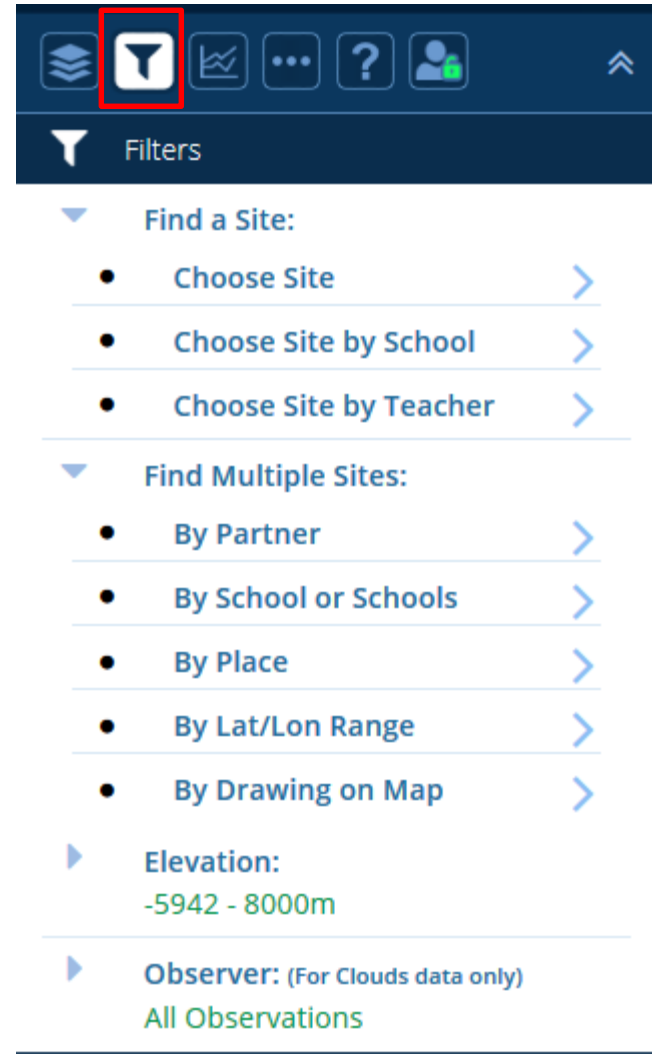 Filters
Find a Site:
Choose Site
Choose Site by School
Choose Site by Teacher
Find Multiple Sites:
By Partner
By School or Schools
By Place
By Lat/Lon Range
By Drawing on Map
Elevation:
-5942 - 8000m
Observer: (For Clouds data only)
All Observations